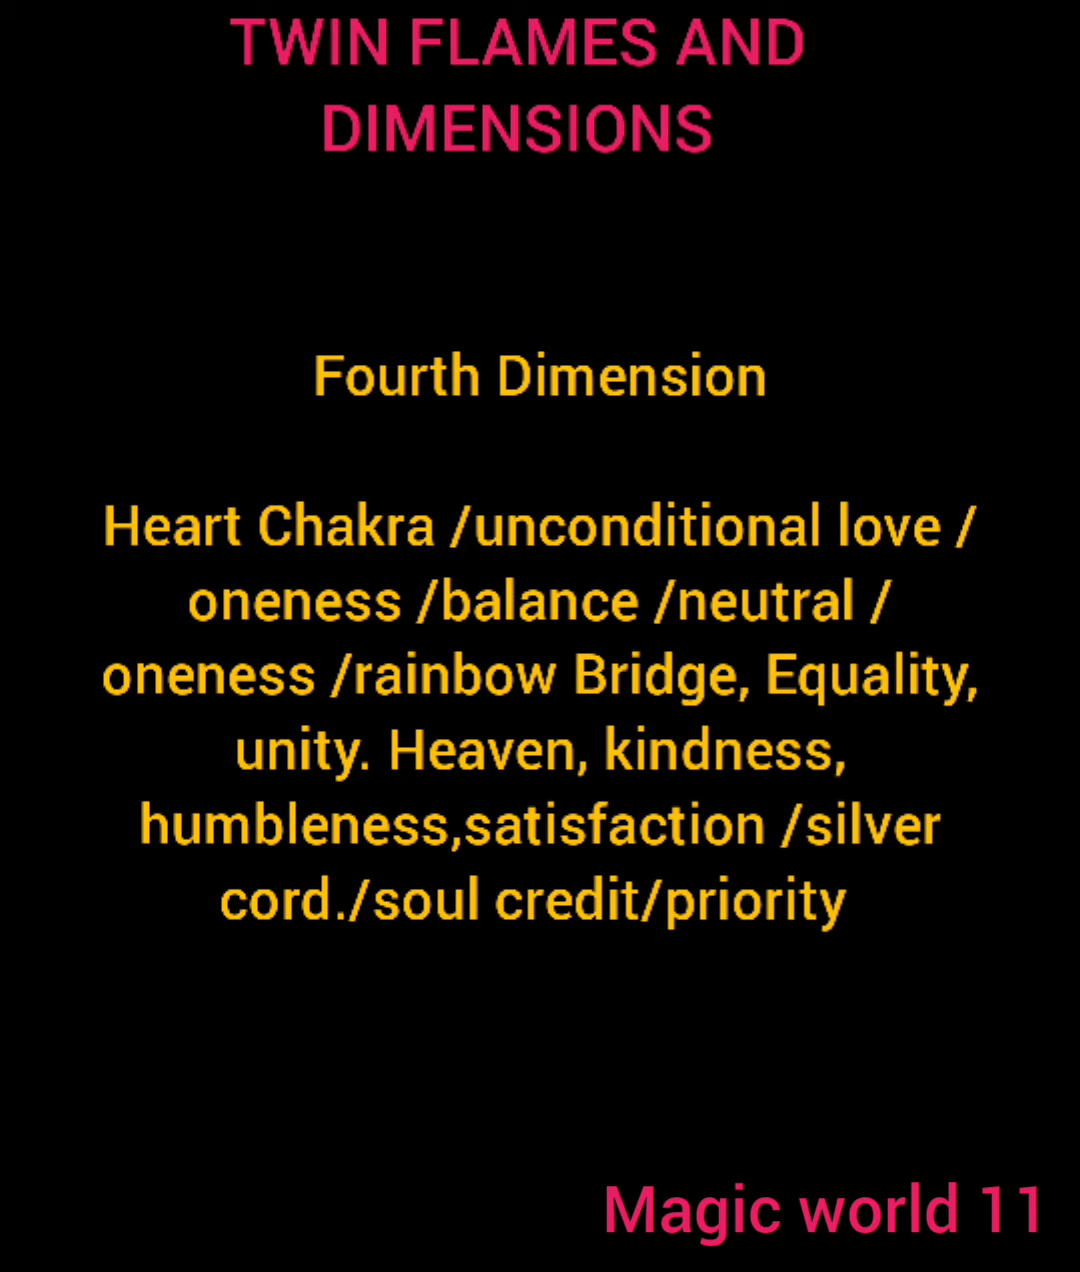 TWIN FLAMES AND
DIMENSIONS
Fourth Dimension
Heart Chakra /unconditional love /
oneness /balance /neutral /
oneness /rainbow Bridge, Equality,
unity. Heaven, kindness,
humbleness,satisfaction /silver
cord./soul credit/priority
Magic world 11